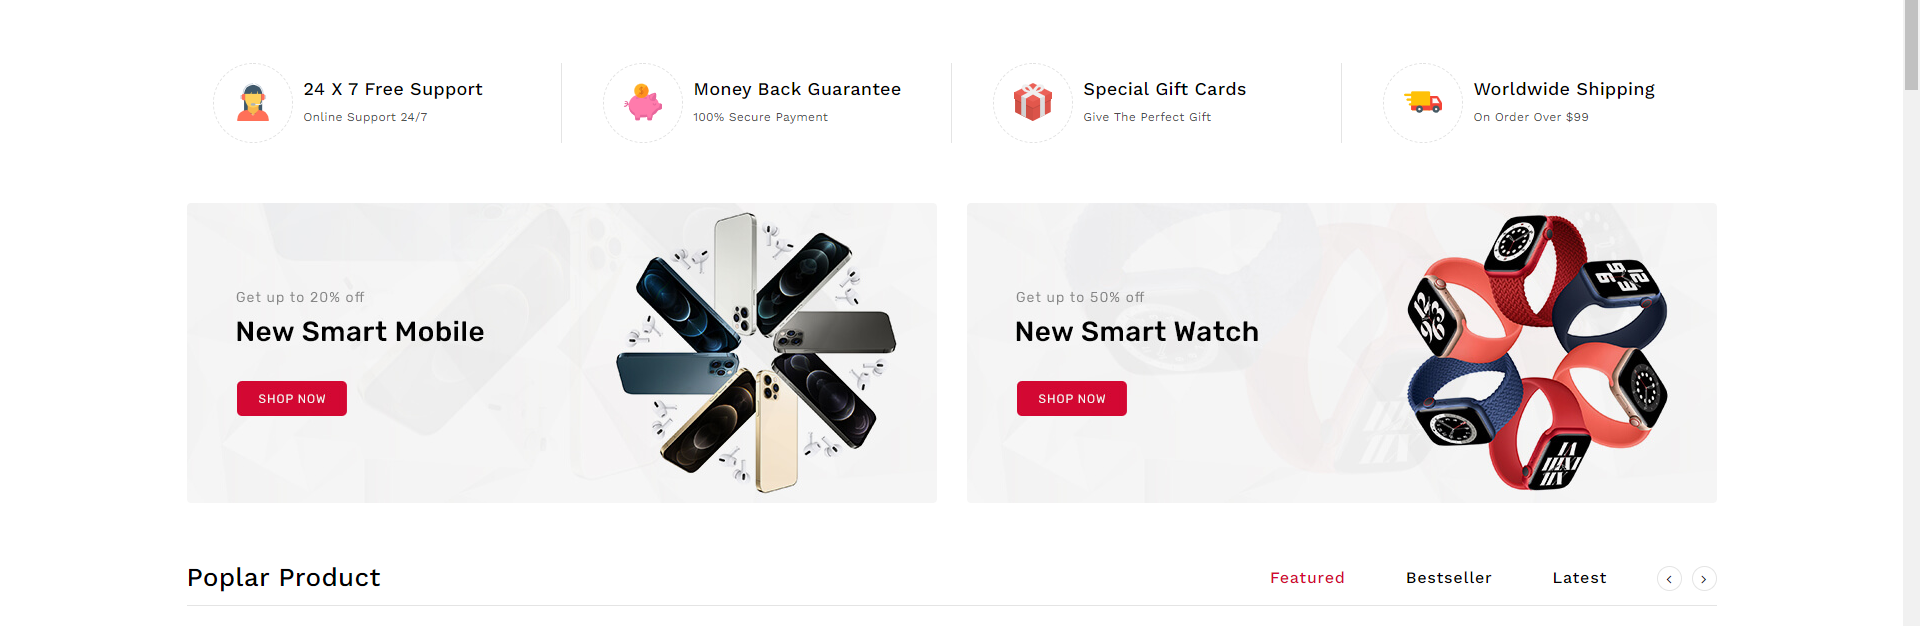 24 X 7 Free Support
Online Support 24/7
Money Back Guarantee
100% Secure Payment
Special Gift Cards
Give The Perfect Gift
Worldwide Shipping
On Order Over $99
Get up to 20% off
New Smart Mobile
SHOP NOW
Get up to 50% off
New Smart Watch
SHOP NOW
Poplar Product
Featured
Bestseller
Latest